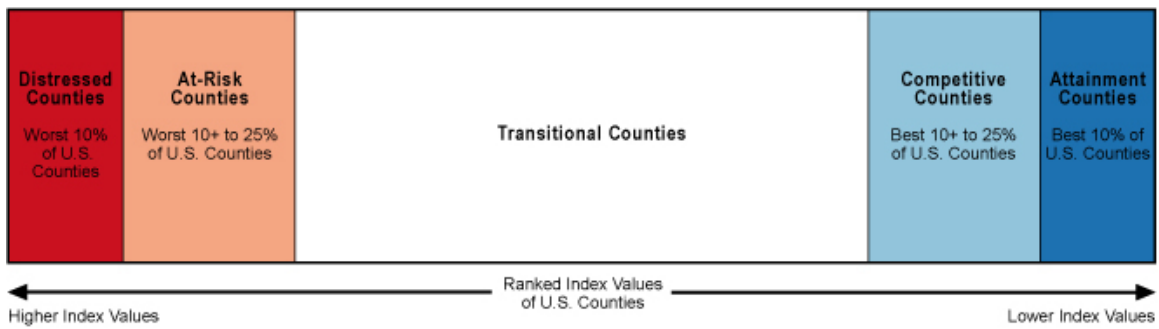 Distressed
Counties
Worst 10%
of U.S.
Counties
At-Risk
Counties
Worst 10+ to 25%
of U.S. Counties
Transitional Counties
Competitive
Counties
Best 10+ to 25%
of U.S. Counties
Attainment
Counties
Best 10% of
U.S. Counties
Ranked Index Values
of U.S. Counties
Higher Index Values
Lower Index Values